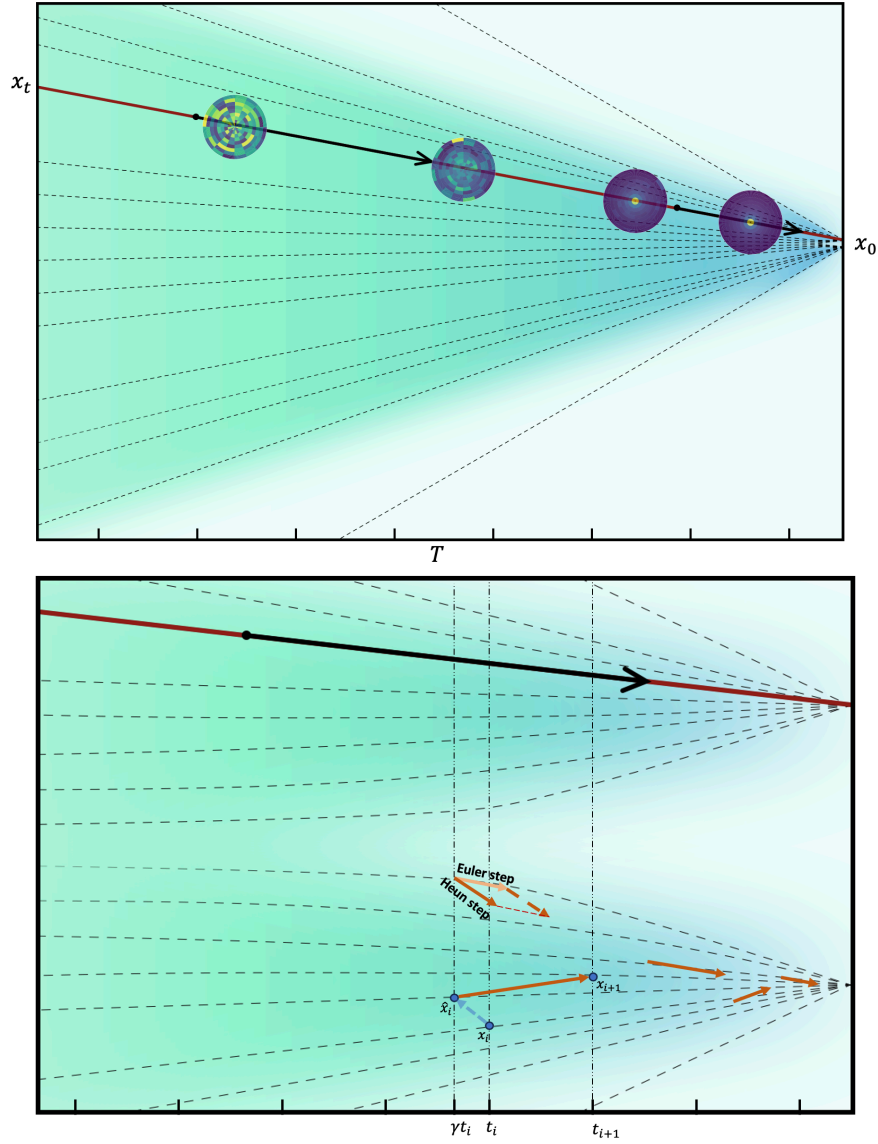 x_t
x_0
T
Euler step
Heun step
x_{i+1}
x̂_i
x_i
γt_i
t_i
t_{i+1}